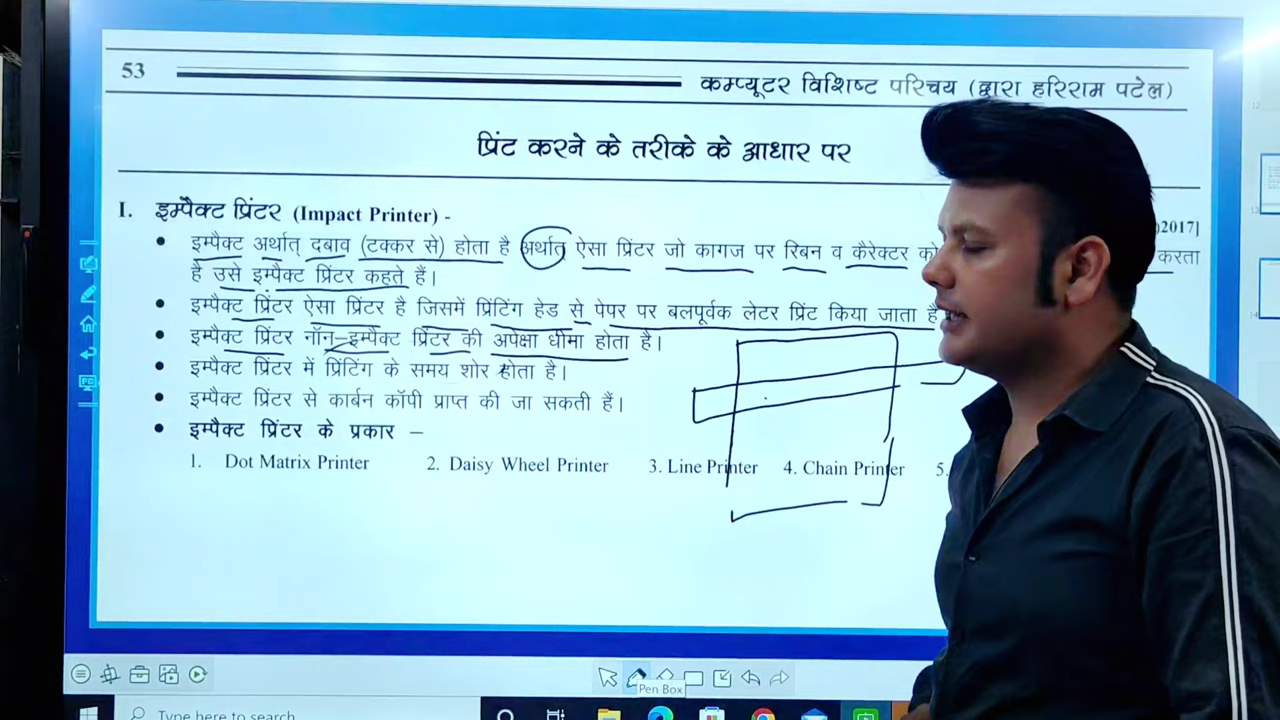 53
कम्प्यूटर विशिष्ट परिचय (द्वारा हरिराम पटेल)
प्रिंट करने के तरीके के आधार पर
I. इम्पैक्ट प्रिंटर (Impact Printer) -
2017]
• इम्पैक्ट अर्थात् दबाव (टक्कर से) होता है अर्थात् ऐसा प्रिंटर जो कागज पर रिबन व कैरेक्टर को करता
है उसे इम्पैक्ट प्रिंटर कहते हैं।
• इम्पैक्ट प्रिंटर ऐसा प्रिंटर है जिसमें प्रिंटिंग हेड से पेपर पर बलपूर्वक लेटर प्रिंट किया जाता है
• इम्पैक्ट प्रिंटर नॉन-इम्पैक्ट प्रिंटर की अपेक्षा धीमा होता है।
• इम्पैक्ट प्रिंटर में प्रिंटिंग के समय शोर होता है।
• इम्पैक्ट प्रिंटर से कार्बन कॉपी प्राप्त की जा सकती हैं।
• इम्पैक्ट प्रिंटर के प्रकार –
1. Dot Matrix Printer 2. Daisy Wheel Printer 3. Line Printer 4. Chain Printer 5.
Pen Box
Type here to search